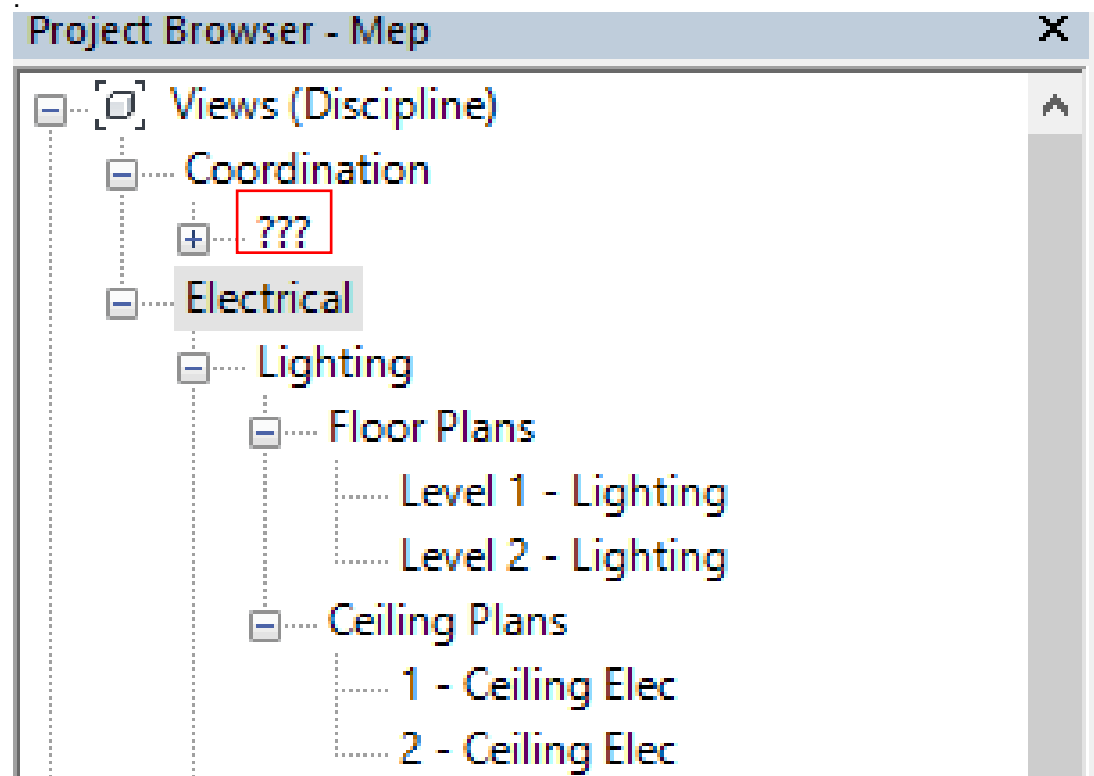 Project Browser - Mep
Views (Discipline)
Coordination
???
Electrical
Lighting
Floor Plans
Level 1 - Lighting
Level 2 - Lighting
Ceiling Plans
1 - Ceiling Elec
2 - Ceiling Elec